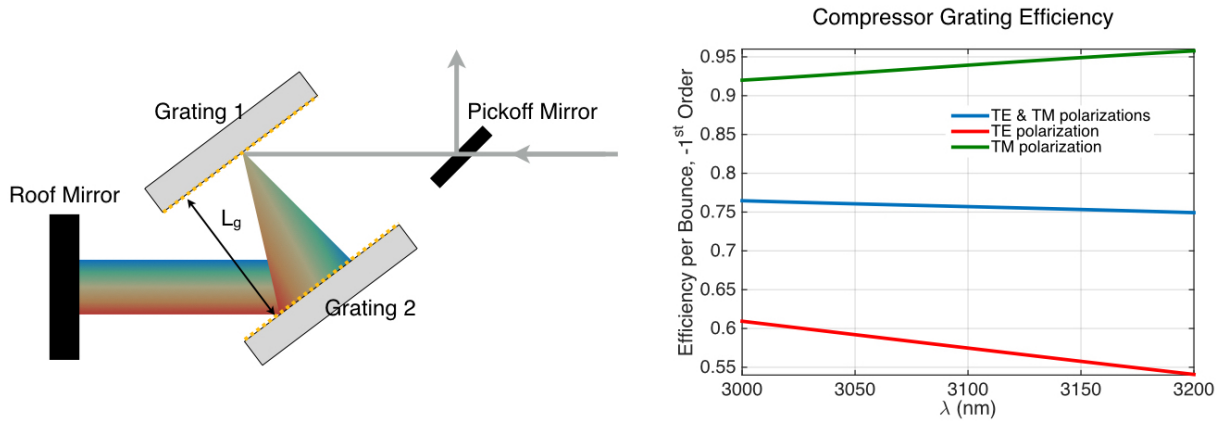 Grating 1
Pickoff Mirror
Roof Mirror
L_g
Grating 2
Compressor Grating Efficiency
Efficiency per Bounce, -1st Order
0.95
0.9
0.85
0.8
0.75
0.7
0.65
0.6
0.55
TE & TM polarizations
TE polarization
TM polarization
3000
3050
3100
3150
3200
λ (nm)